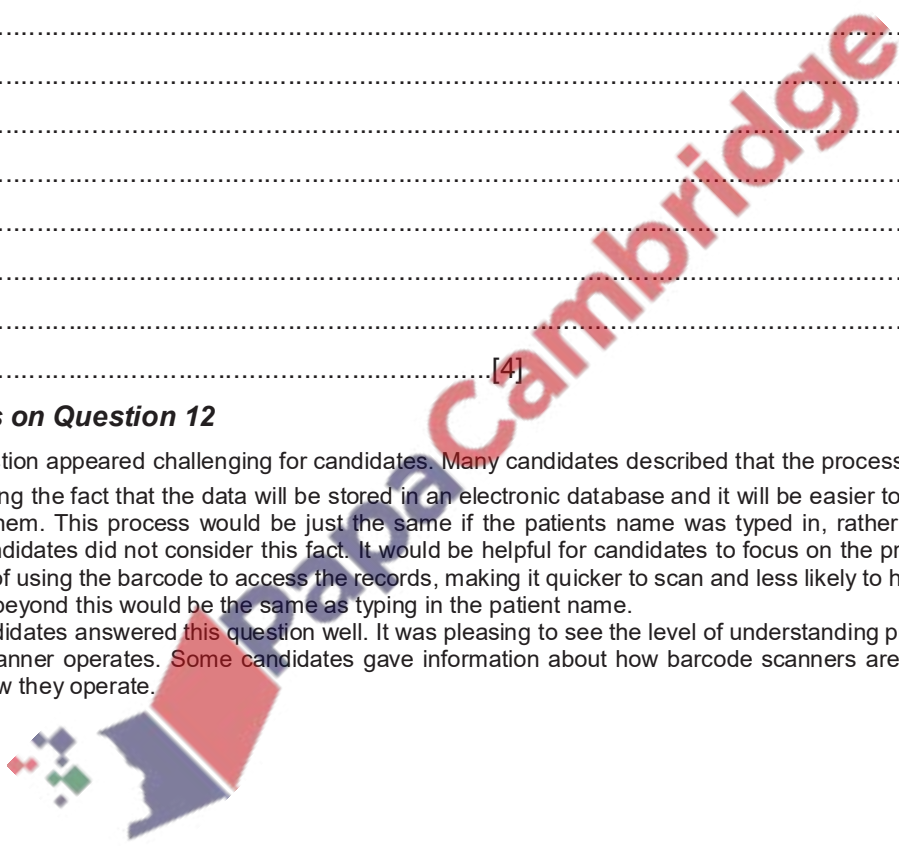 ........................................................................................................................
........................................................................................................................
........................................................................................................................
........................................................................................................................
........................................................................................................................
........................................................................................................................
........................................................................................................................
..................................................................[4]
s on Question 12
tion appeared challenging for candidates. Many candidates described that the process
ng the fact that the data will be stored in an electronic database and it will be easier to
hem. This process would be just the same if the patients name was typed in, rather
ndidates did not consider this fact. It would be helpful for candidates to focus on the pr
of using the barcode to access the records, making it quicker to scan and less likely to h
beyond this would be the same as typing in the patient name.
didates answered this question well. It was pleasing to see the level of understanding p
anner operates. Some candidates gave information about how barcode scanners are
w they operate.
PapaCambridge